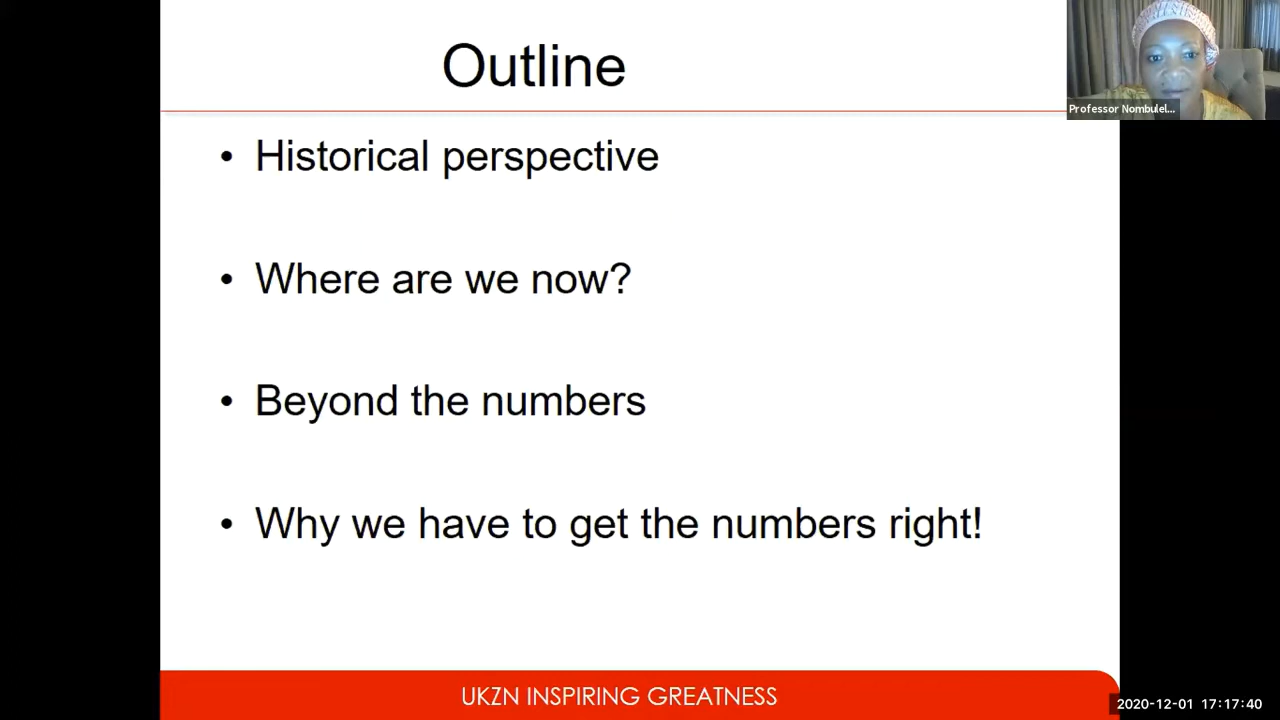 Outline
Professor Nombulel...
• Historical perspective
• Where are we now?
• Beyond the numbers
• Why we have to get the numbers right!
UKZN INSPIRING GREATNESS
2020-12-01 17:17:40